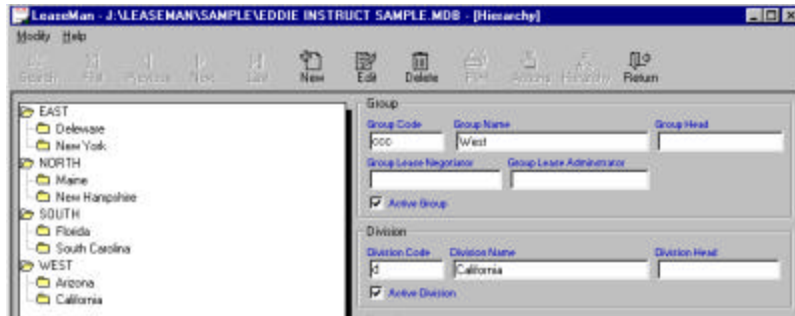 LeaseMan - J:\LEASEMAN\SAMPLE\EDDIE INSTRUCT SAMPLE.MDB - [Hierarchy]
Modify Help
Search First Previous Next Last New Edit Delete Print Hierarchy Return
EAST
Deleware
New York
NORTH
Maine
New Hampshire
SOUTH
Florida
South Carolina
WEST
Arizona
California
Group
Group Code Group Name Group Head
ccc West
Group Lease Negotiator Group Lease Adminstrator
Active Group
Division
Division Code Division Name Division Head
d California
Active Division